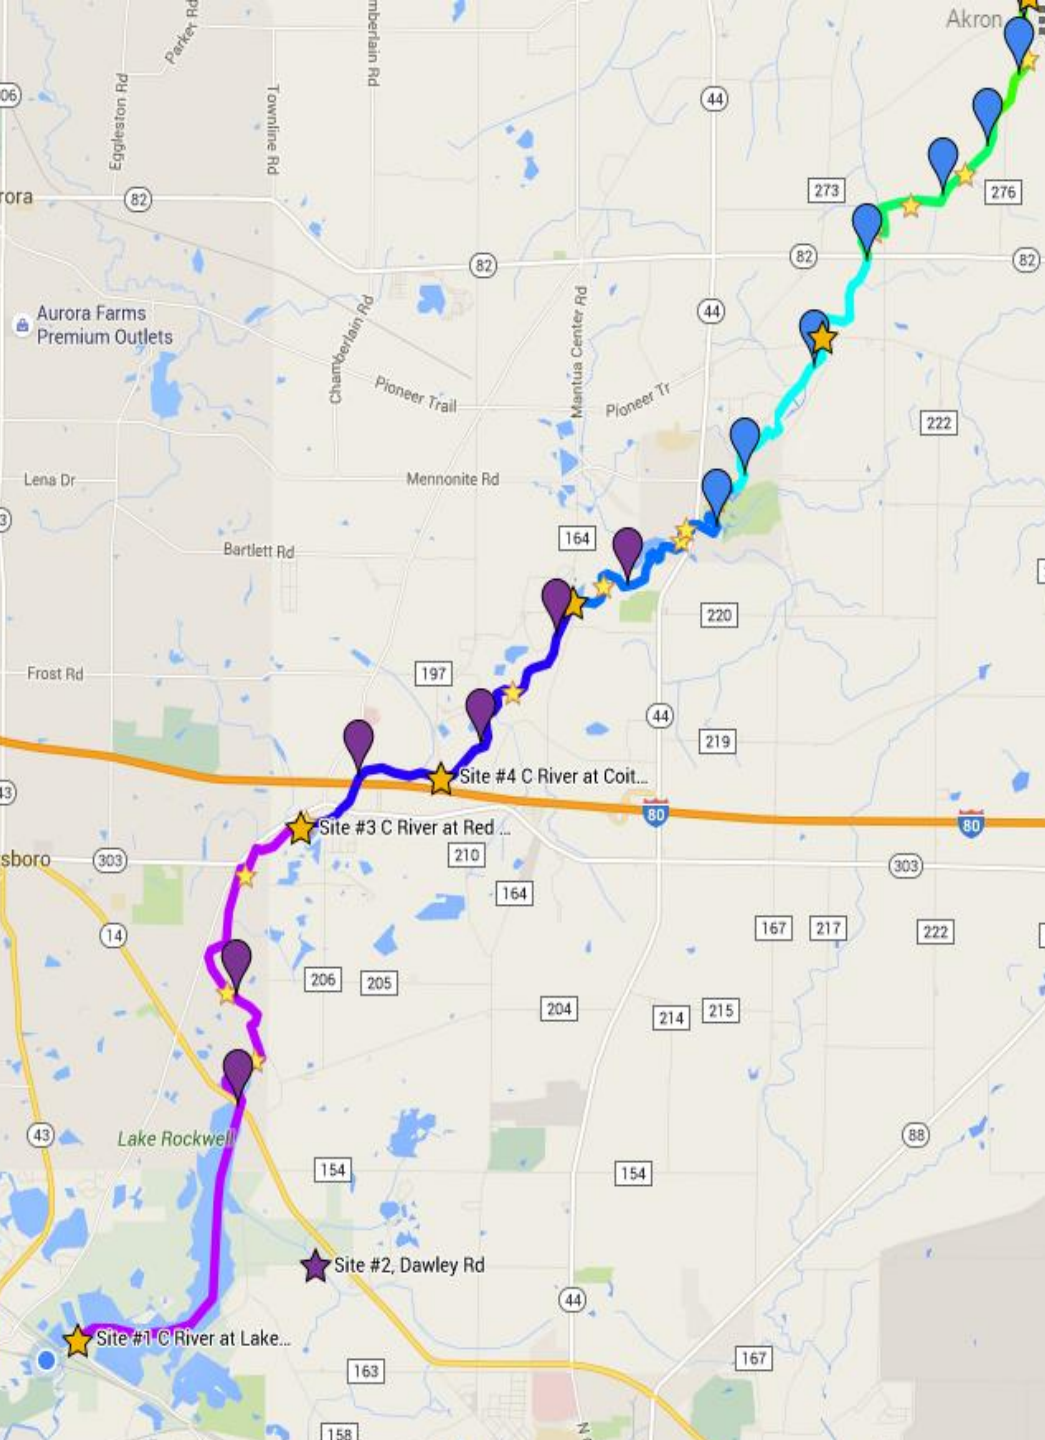 Akron
Parker Rd
mberlain Rd
Eggleston Rd
Townline Rd
06
44
rora
82
273
276
82
82
82
Aurora Farms
Premium Outlets
44
Chamberlain Rd
Mantua Center Rd
Pioneer Trail
Pioneer Tr
222
Lena Dr
Mennonite Rd
3
Bartlett Rd
164
220
Frost Rd
197
44
219
Site #4 C River at Coit...
43
80
80
Site #3 C River at Red ...
sboro
303
210
303
164
14
167
217
222
206
205
204
214
215
Lake Rockwell
43
88
154
154
Site #2, Dawley Rd
44
Site #1 C River at Lake...
163
167
158